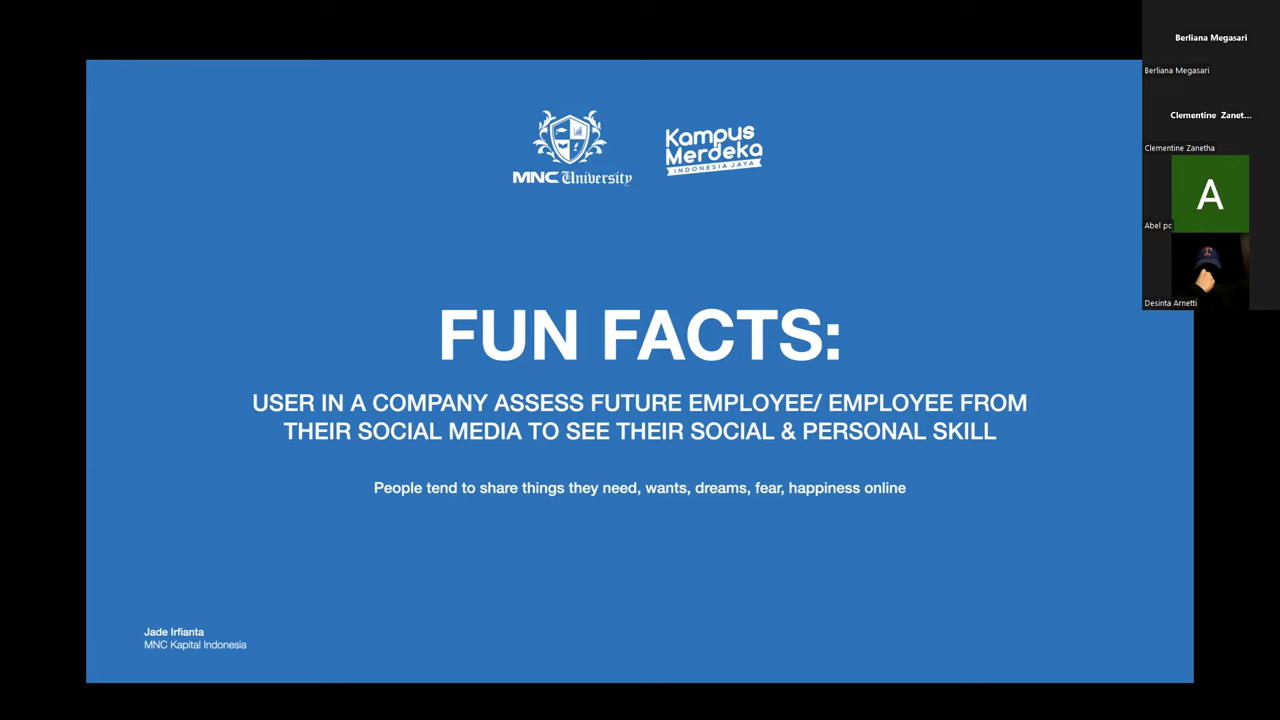 MNC University
Kampus
Merdeka
INDONESIA JAYA
FUN FACTS:
USER IN A COMPANY ASSESS FUTURE EMPLOYEE/ EMPLOYEE FROM
THEIR SOCIAL MEDIA TO SEE THEIR SOCIAL & PERSONAL SKILL
People tend to share things they need, wants, dreams, fear, happiness online
Jade Irfianta
MNC Kapital Indonesia
Berliana Megasari
Berliana Megasari
Clementine Zanet...
Clementine Zanetha
A
Abel pc
T
Desinta Arnetti